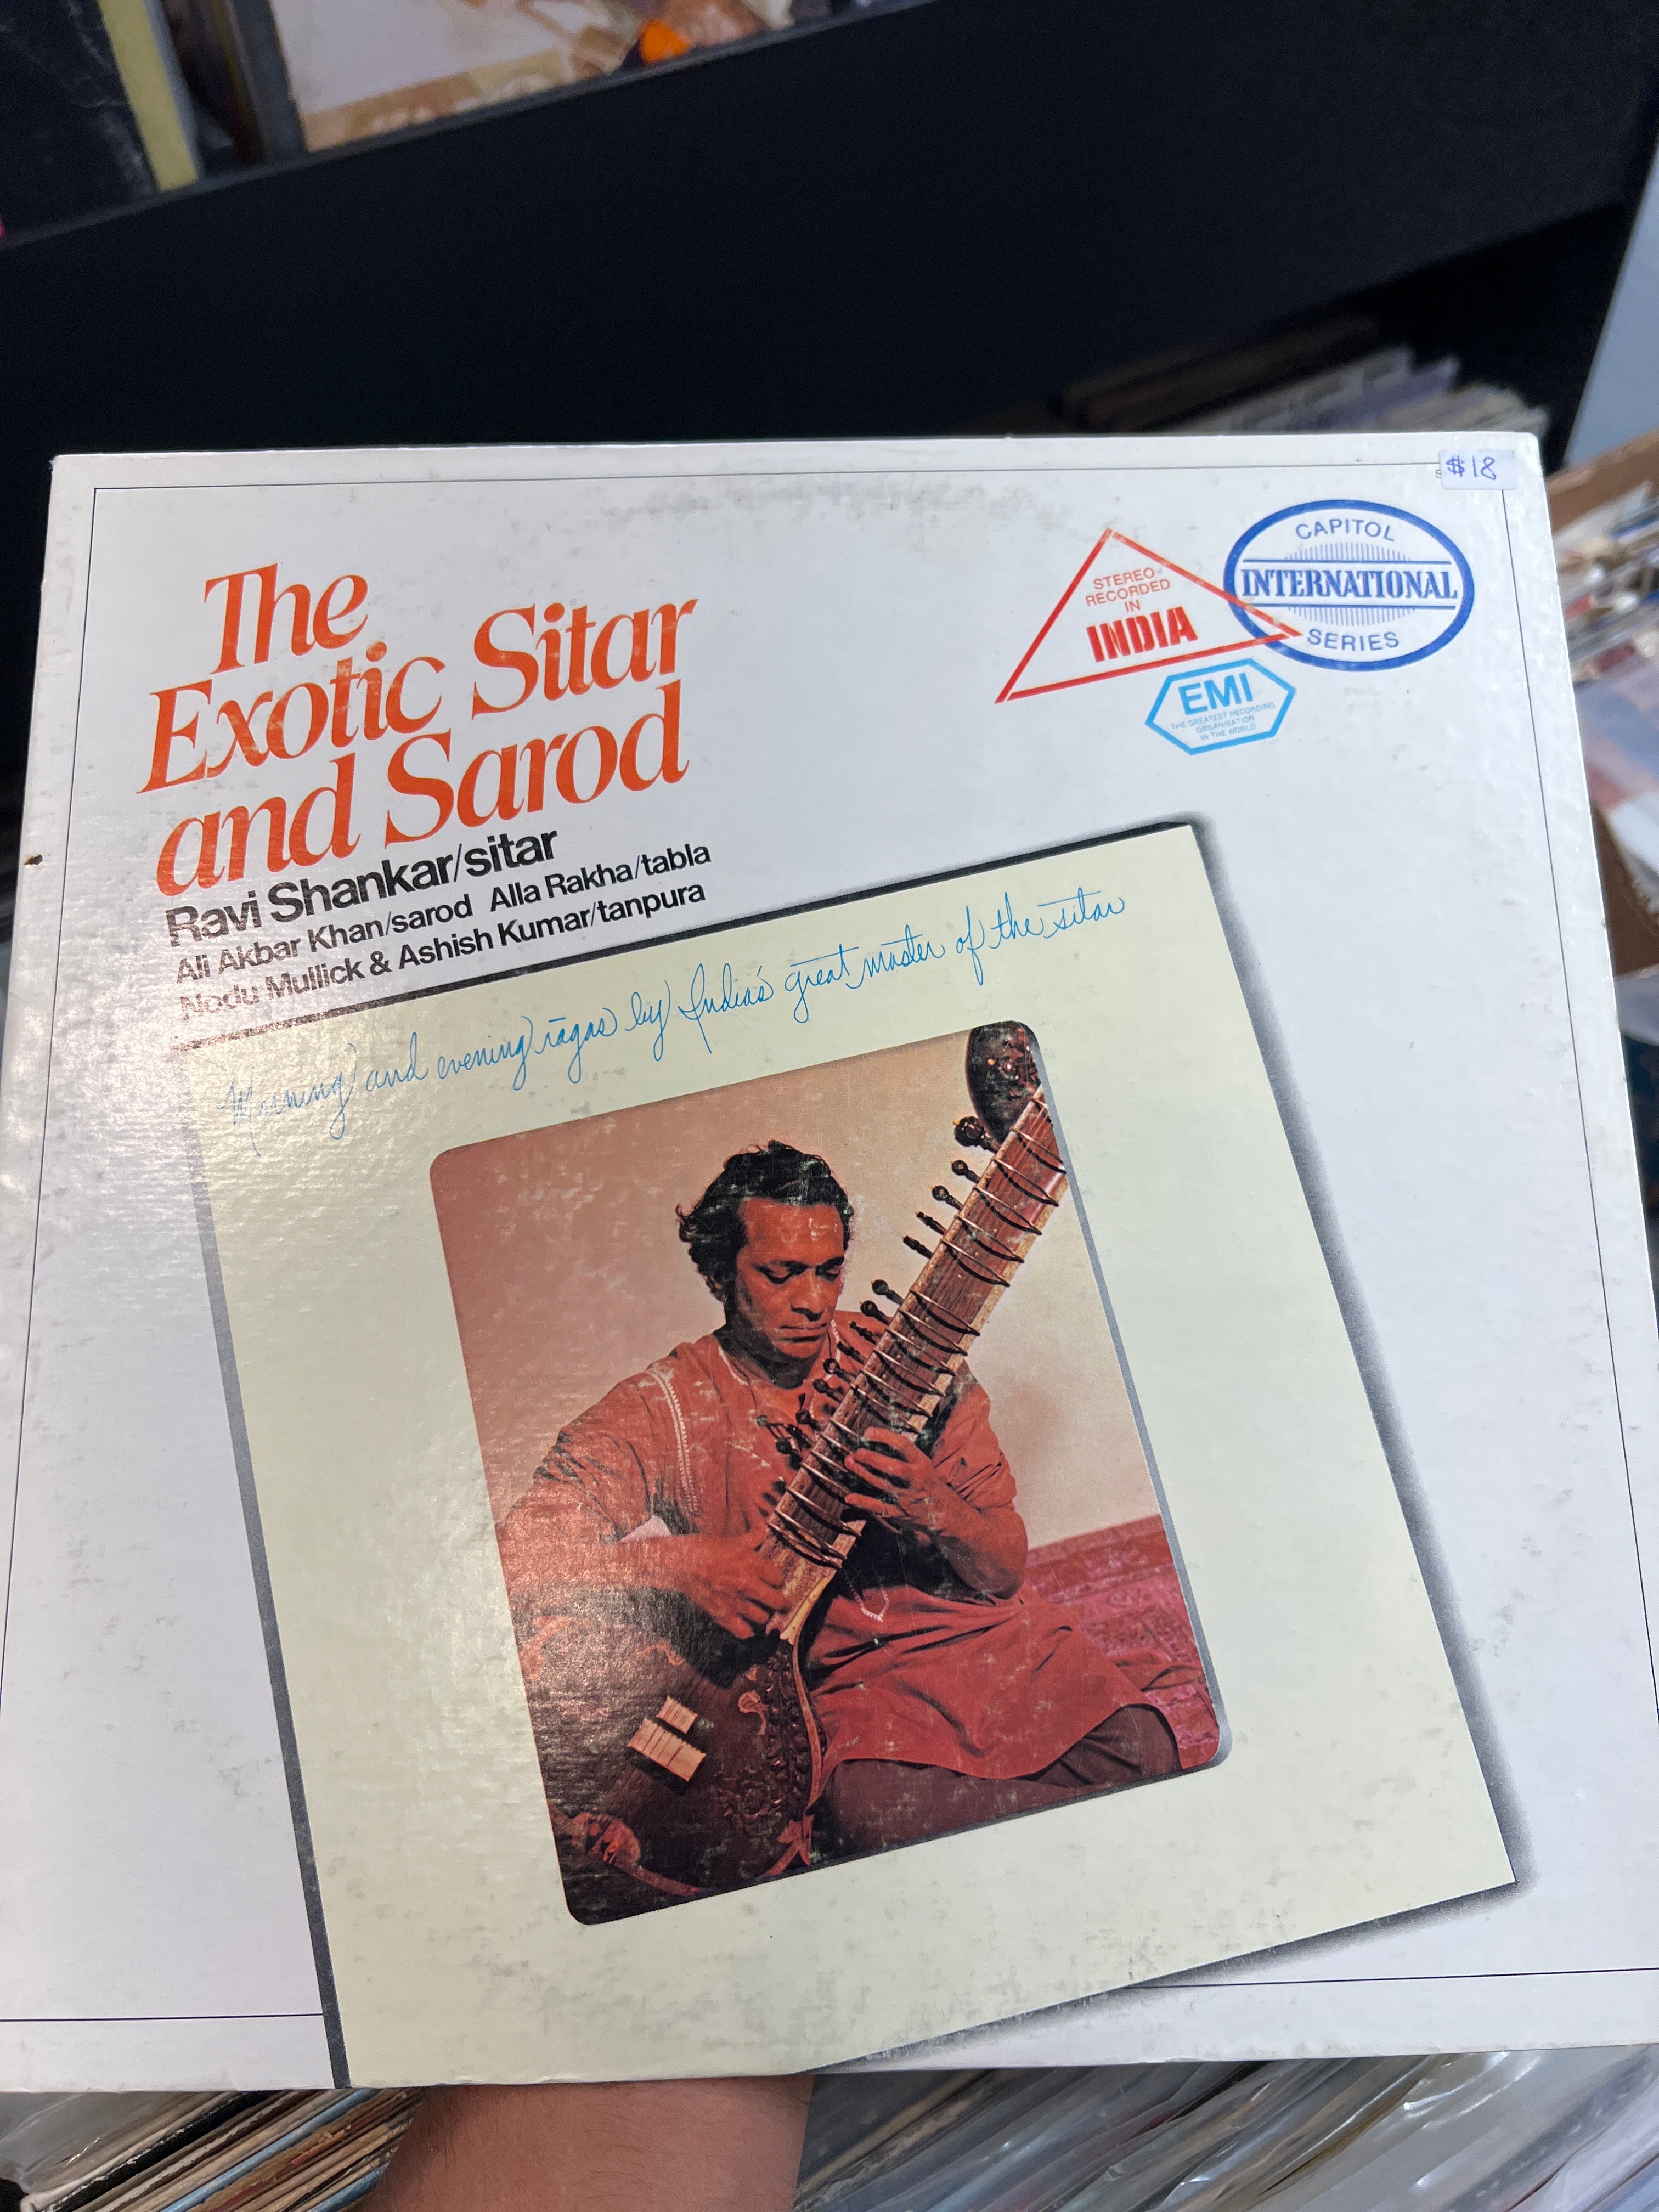 $18
The
Exotic Sitar
and Sarod
Ravi Shankar/sitar
Ali Akbar Khan/sarod Alla Rakha/tabla
Nodu Mullick & Ashish Kumar/tanpura
STEREO-
RECORDED
IN
INDIA
CAPITOL
INTERNATIONAL
SERIES
EMI
THE GREATEST RECORDING
ORGANISATION
IN THE WORLD
Morning and evening rāgas by India's great master of the sitar